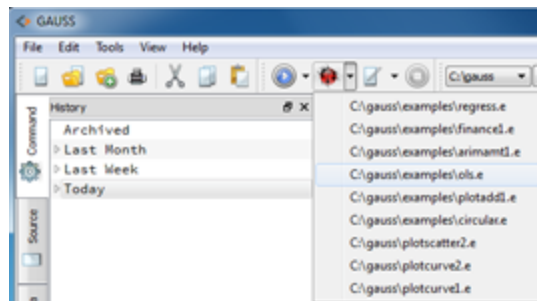 GAUSS
File Edit Tools View Help
C:\gauss
Command
History
Archived
Last Month
Last Week
Today
Source
C:\gauss\examples\regress.e
C:\gauss\examples\finance1.e
C:\gauss\examples\arimamt1.e
C:\gauss\examples\ols.e
C:\gauss\examples\plotadd1.e
C:\gauss\examples\circular.e
C:\gauss\plotscatter2.e
C:\gauss\plotcurve2.e
C:\gauss\plotcurve1.e